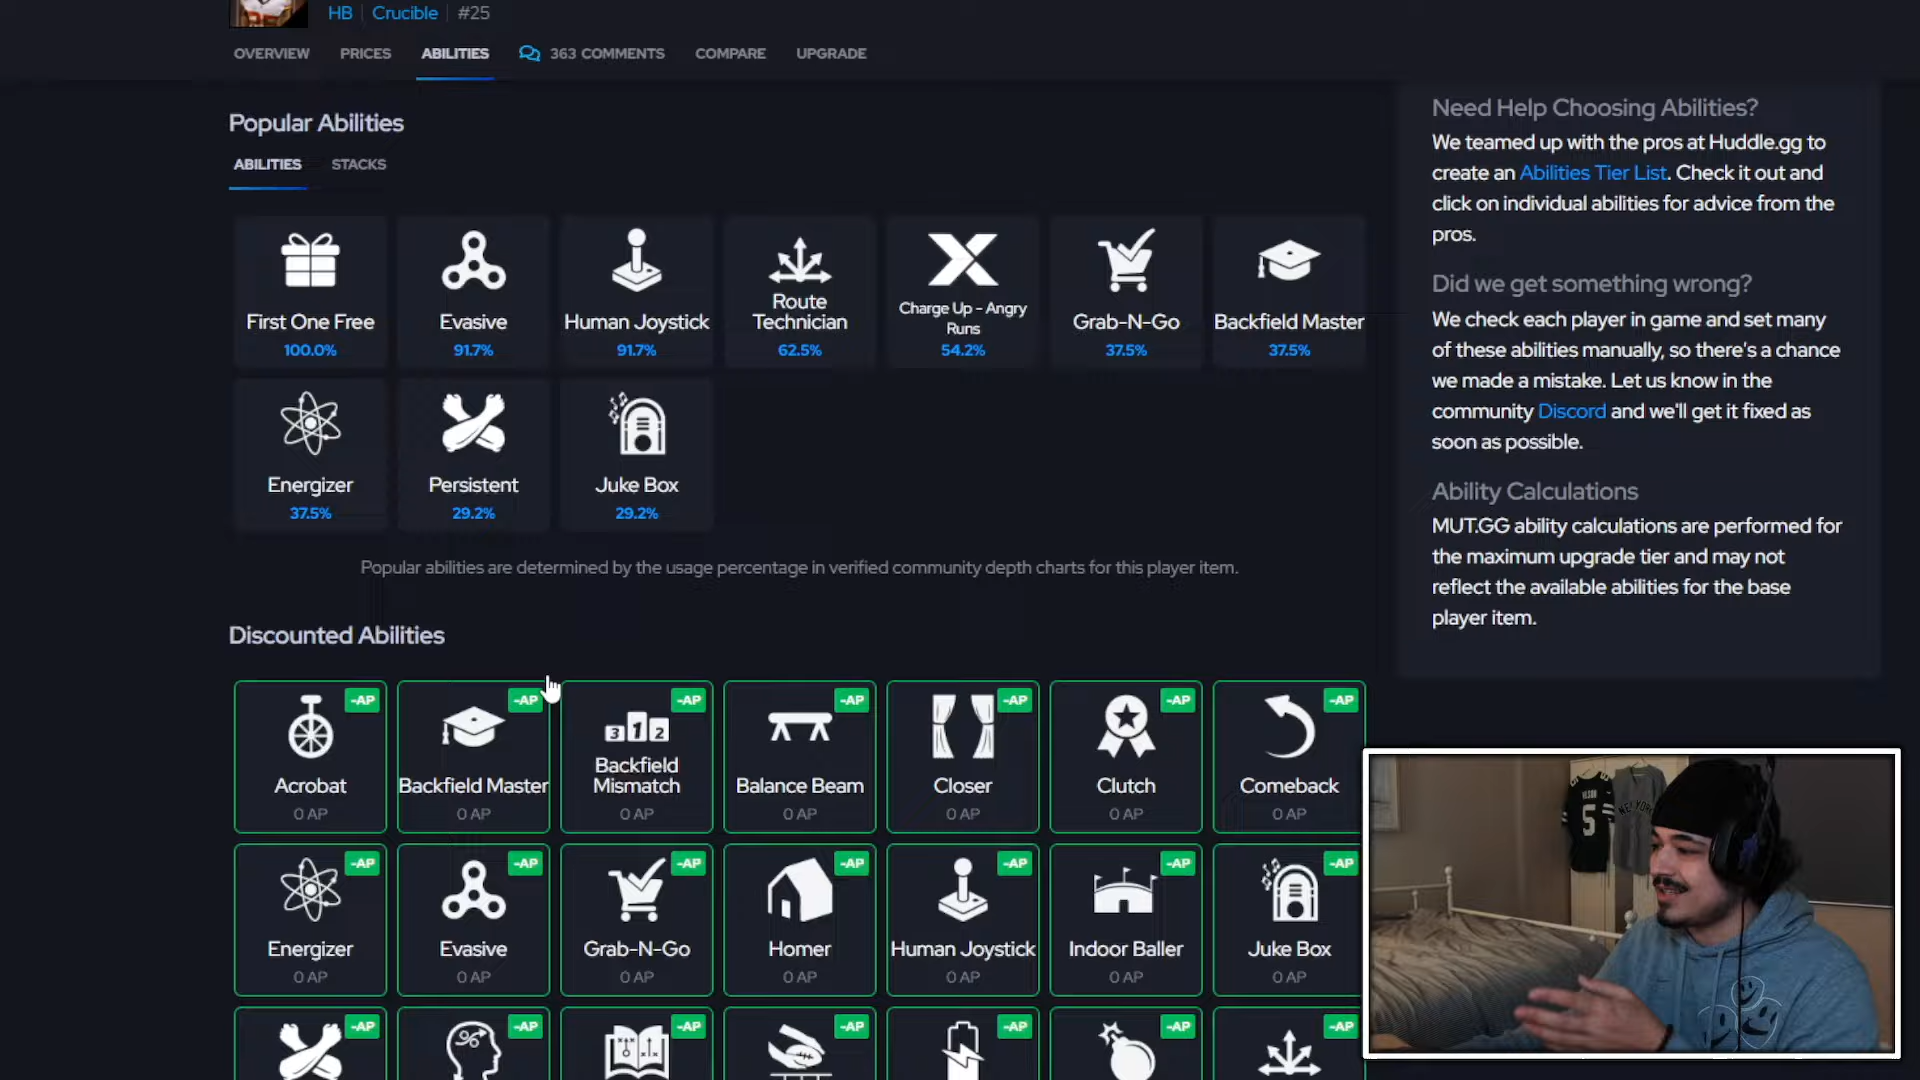 HB | Crucible | #25
OVERVIEW PRICES ABILITIES 363 COMMENTS COMPARE UPGRADE
Popular Abilities
ABILITIES STACKS
First One Free
100.0%
Evasive
91.7%
Human Joystick
91.7%
Route
Technician
62.5%
Charge Up - Angry
Runs
54.2%
Grab-N-Go
37.5%
Backfield Master
37.5%
Energizer
37.5%
Persistent
29.2%
Juke Box
29.2%
Popular abilities are determined by the usage percentage in verified community depth charts for this player item.
Discounted Abilities
-AP
Acrobat
0 AP
-AP
Backfield Master
0 AP
-AP
3 1 2
Backfield
Mismatch
0 AP
-AP
Balance Beam
0 AP
-AP
Closer
0 AP
-AP
Clutch
0 AP
-AP
Comeback
0 AP
-AP
Energizer
0 AP
-AP
Evasive
0 AP
-AP
Grab-N-Go
0 AP
-AP
Homer
0 AP
-AP
Human Joystick
0 AP
-AP
Indoor Baller
0 AP
-AP
Juke Box
0 AP
-AP
-AP
%
-AP
-AP
-AP
-AP
-AP
Need Help Choosing Abilities?
We teamed up with the pros at Huddle.gg to
create an Abilities Tier List. Check it out and
click on individual abilities for advice from the
pros.
Did we get something wrong?
We check each player in game and set many
of these abilities manually, so there's a chance
we made a mistake. Let us know in the
community Discord and we'll get it fixed as
soon as possible.
Ability Calculations
MUT.GG ability calculations are performed for
the maximum upgrade tier and may not
reflect the available abilities for the base
player item.
5
NEW YORK